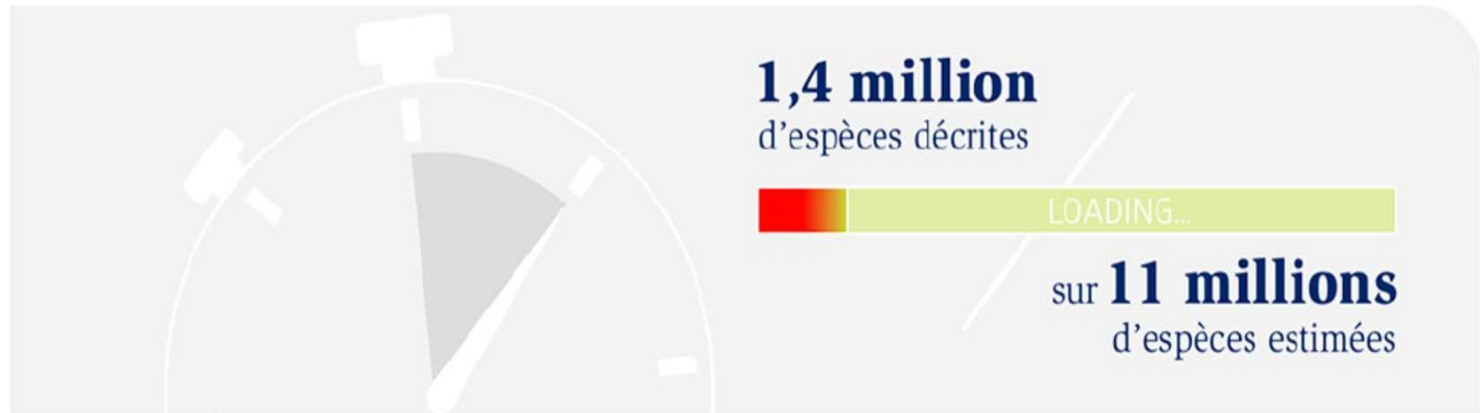 1,4 million
d'espèces décrites
LOADING...
sur 11 millions
d'espèces estimées